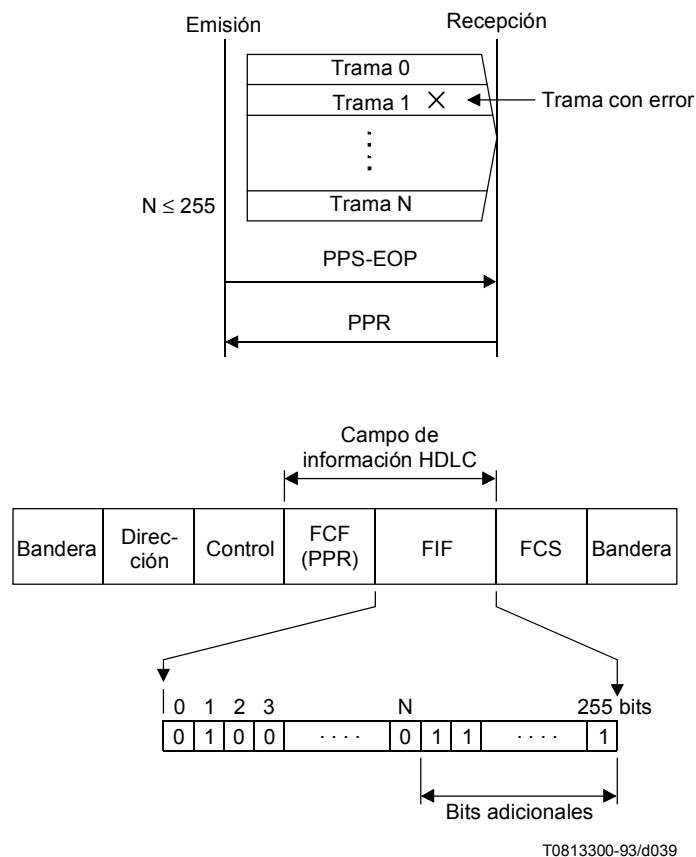 Emisión
Recepción
Trama 0
Trama 1 ×
Trama con error
N ≤ 255
Trama N
PPS-EOP
PPR
Campo de
información HDLC
Bandera
Direc-
ción
Control
FCF
(PPR)
FIF
FCS
Bandera
0 1 2 3 N 255 bits
0 1 0 0 . . . . 0 1 1 . . . . 1
Bits adicionales
T0813300-93/d039